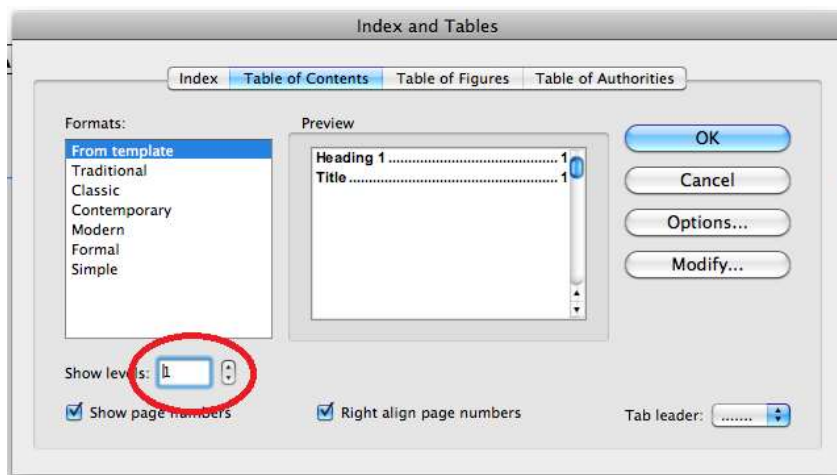 Index and Tables
Index Table of Contents Table of Figures Table of Authorities
Formats:
From template
Traditional
Classic
Contemporary
Modern
Formal
Simple
Preview
Heading 1 ........................................ 1
Title ................................................ 1
OK
Cancel
Options...
Modify...
Show levels: 1
Show page numbers
Right align page numbers
Tab leader: .......